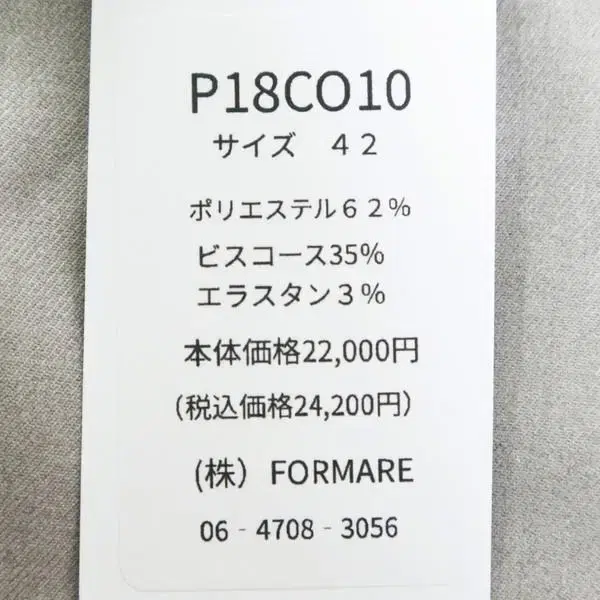 P18CO10
サイズ　４２
ポリエステル６２％
ビスコース35％
エラスタン３％
本体価格22,000円
（税込価格24,200円）
(株） FORMARE
06‐4708‐3056